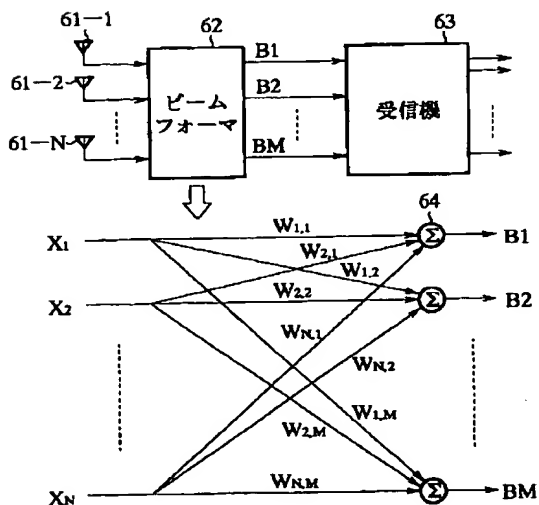 61—1
62
63
B1
61—2
B2
ビーム
フォーマ
受信機
61—N
BM
64
X1
W1,1
Σ
B1
W2,1
W1,2
X2
W2,2
Σ
B2
WN,1
WN,2
W1,M
W2,M
XN
WN,M
Σ
BM